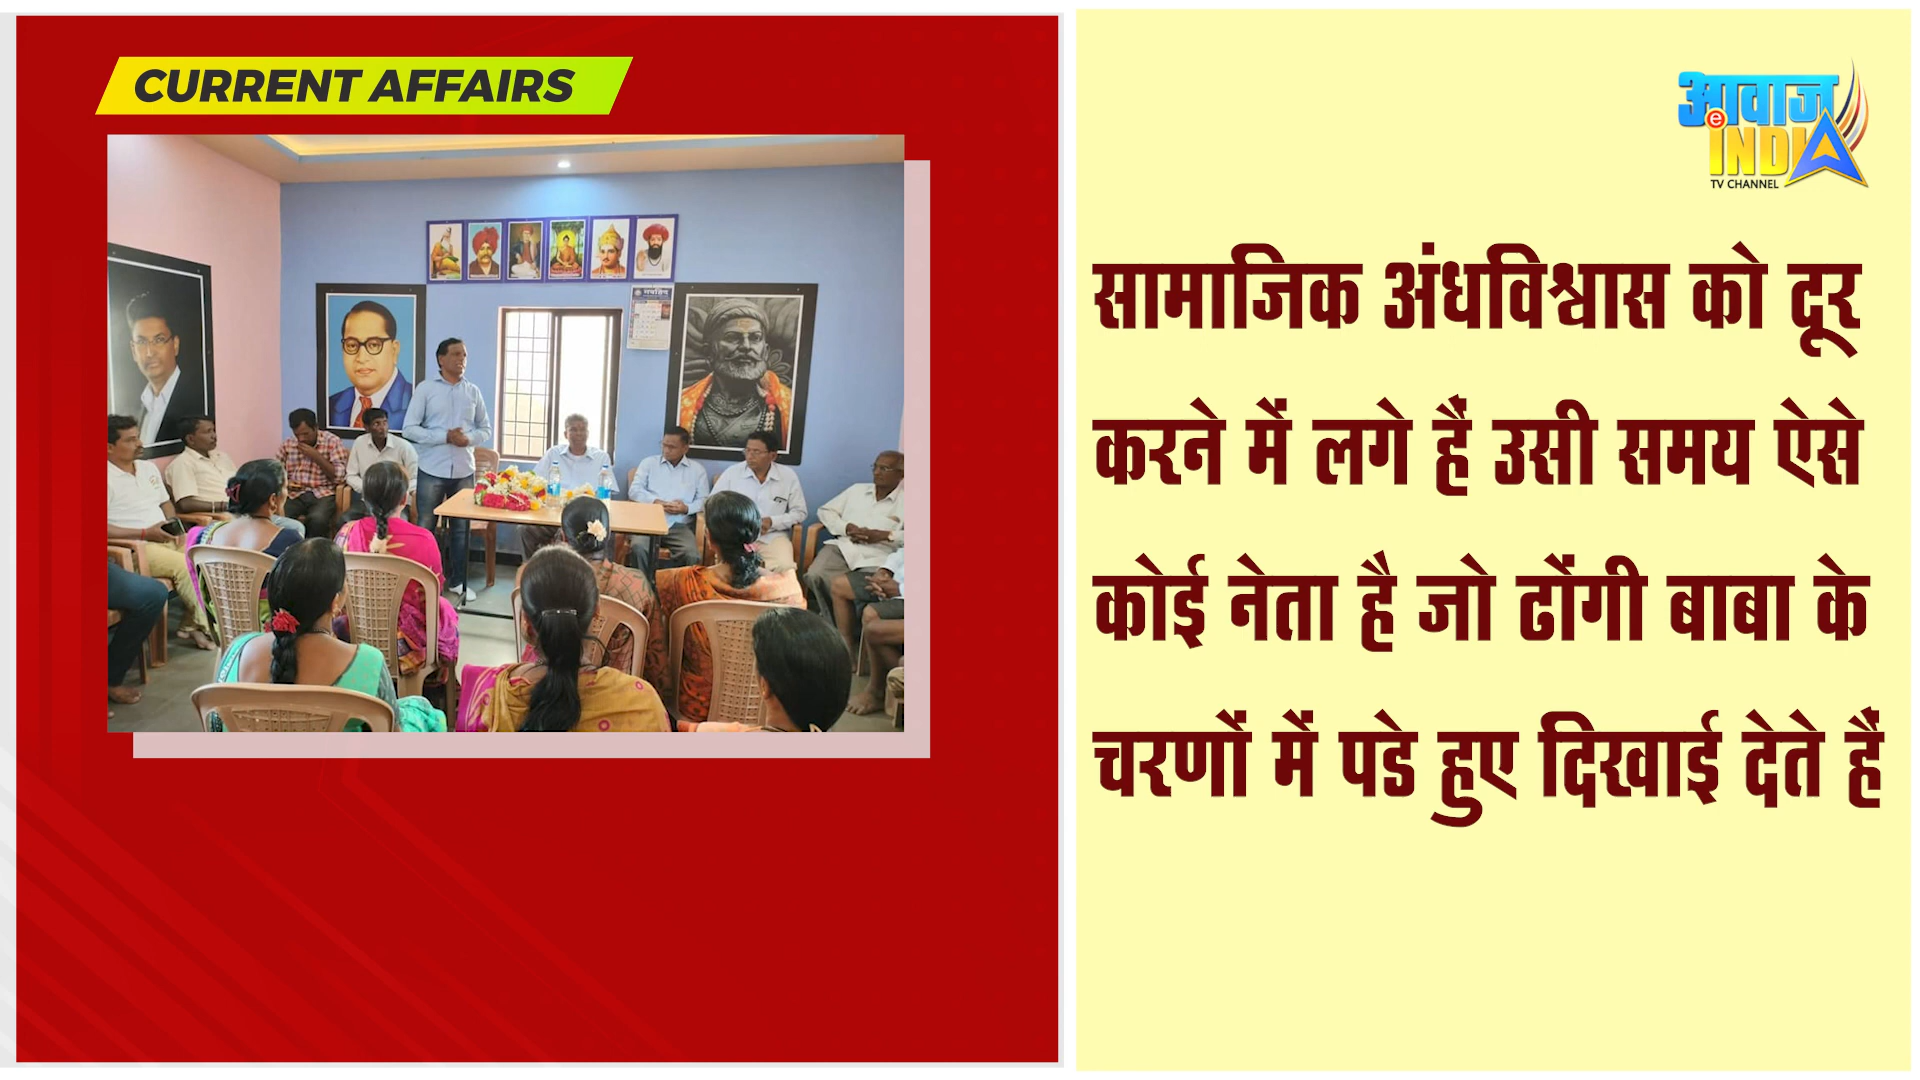 CURRENT AFFAIRS
आवाज
e INDIA
TV CHANNEL
सामाजिक अंधविश्वास को दूर
करने में लगे हैं उसी समय ऐसे
कोई नेता है जो ढोंगी बाबा के
चरणों में पडे हुए दिखाई देते हैं